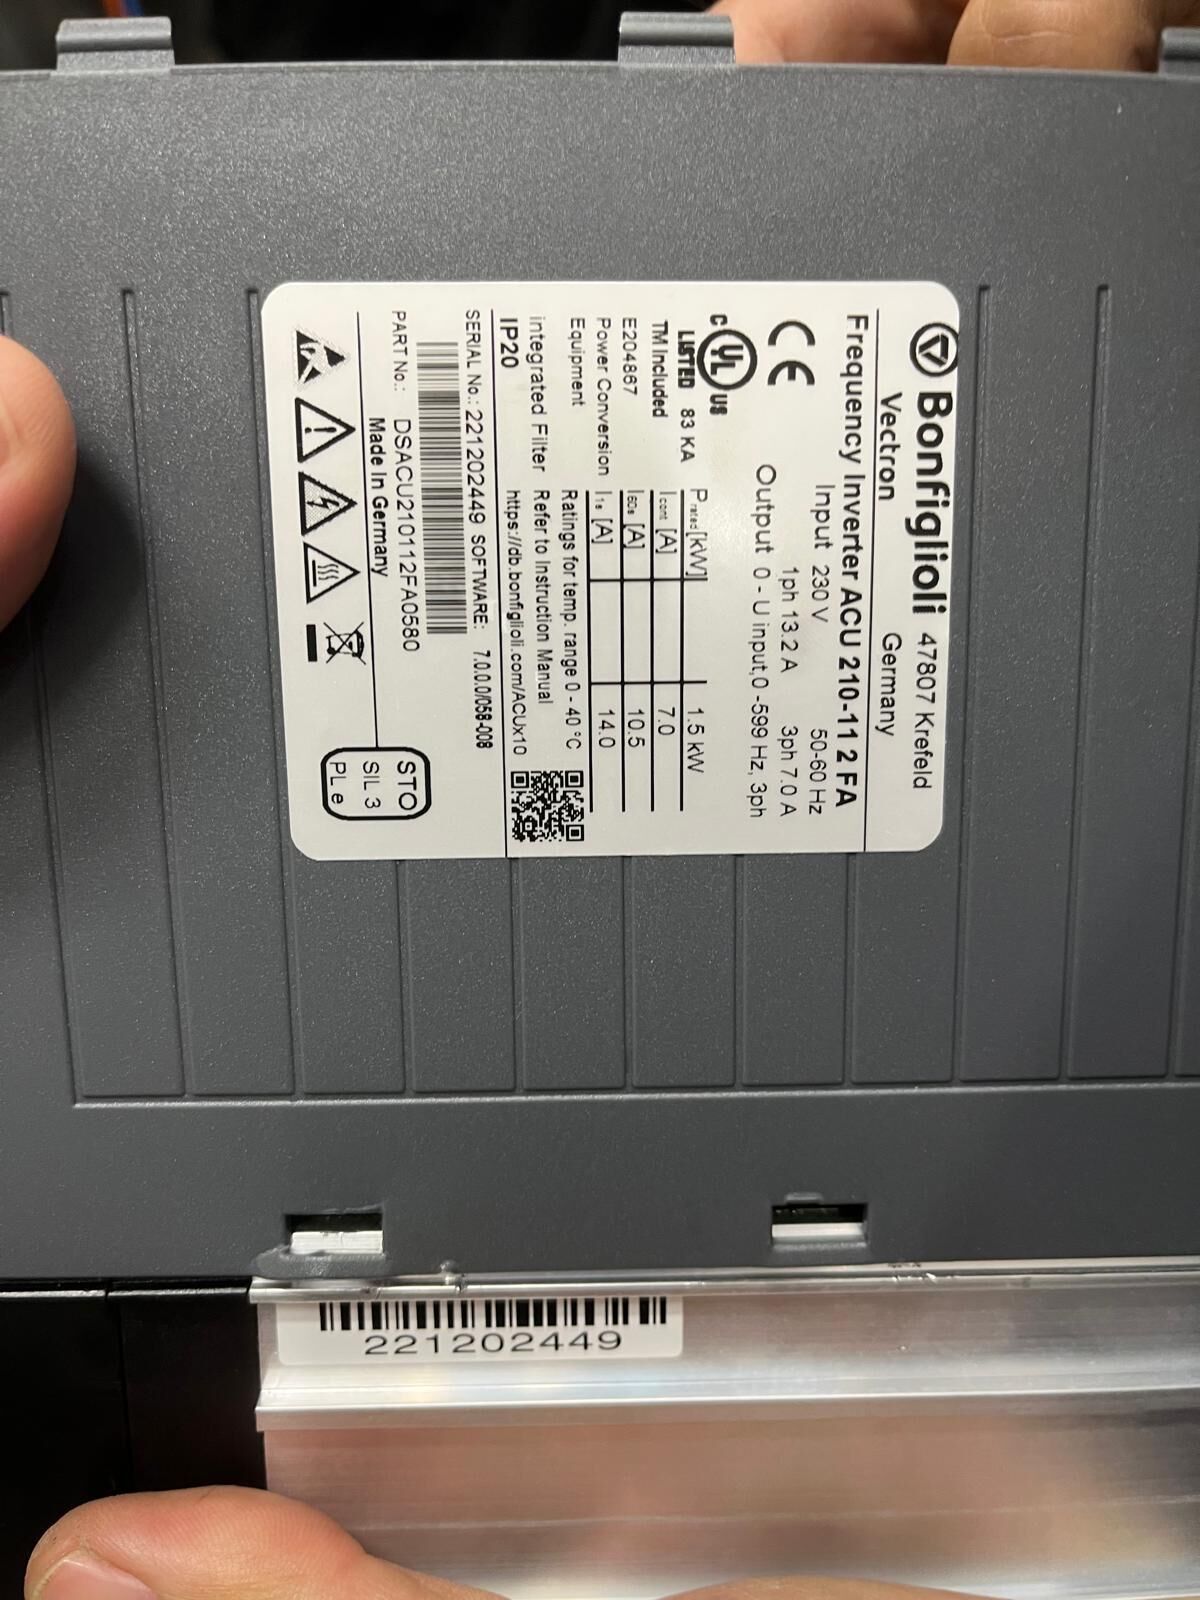 Bonfiglioli 47807 Krefeld
Vectron Germany
Frequency Inverter ACU 210-11 2 FA
CE
Input 230 V 50-60 Hz
1ph 13.2 A 3ph 7.0 A
Output 0 - U input,0 -599 Hz, 3ph
C UL US
LISTED 83 KA
TM Included
E204867
Power Conversion
Equipment
Prated[kW] 1.5 kW
Icont [A] 7.0
I60s [A] 10.5
I1s [A] 14.0
Ratings for temp. range 0 - 40 °C
integrated Filter Refer to Instruction Manual
IP20 https://db.bonfiglioli.com/ACUx10
SERIAL No.: 221202449 SOFTWARE: 7.0.0.0/058-008
PART No.: DSACU210112FA0580
Made In Germany
STO
SIL 3
PL e
221202449